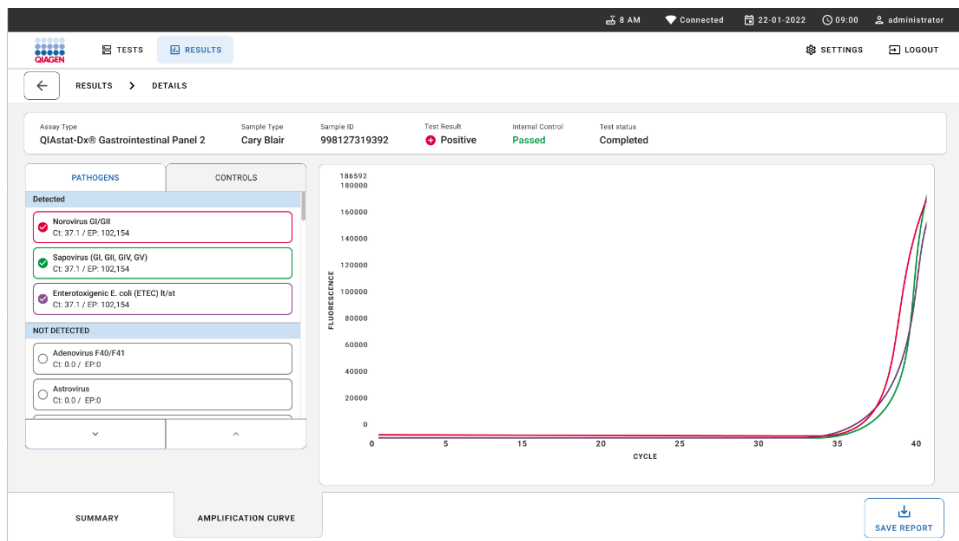 8 AM Connected 22-01-2022 09:00 administrator
QIAGEN TESTS RESULTS SETTINGS LOGOUT
RESULTS > DETAILS
Assay Type Sample Type Sample ID Test Result Internal Control Test status
QIAstat-Dx® Gastrointestinal Panel 2 Cary Blair 998127319392 Positive Passed Completed
PATHOGENS CONTROLS
Detected
Norovirus GI/GII
Ct: 37.1 / EP: 102,154
Sapovirus (GI, GII, GIV, GV)
Ct: 37.1 / EP: 102,154
Enterotoxigenic E. coli (ETEC) lt/st
Ct: 37.1 / EP: 102,154
NOT DETECTED
Adenovirus F40/F41
Ct: 0.0 / EP:0
Astrovirus
Ct: 0.0 / EP:0
186592
180000
160000
140000
120000
100000
80000
60000
40000
20000
0
FLUORESCENCE
0 5 15 20 25 30 35 40
CYCLE
SUMMARY AMPLIFICATION CURVE SAVE REPORT